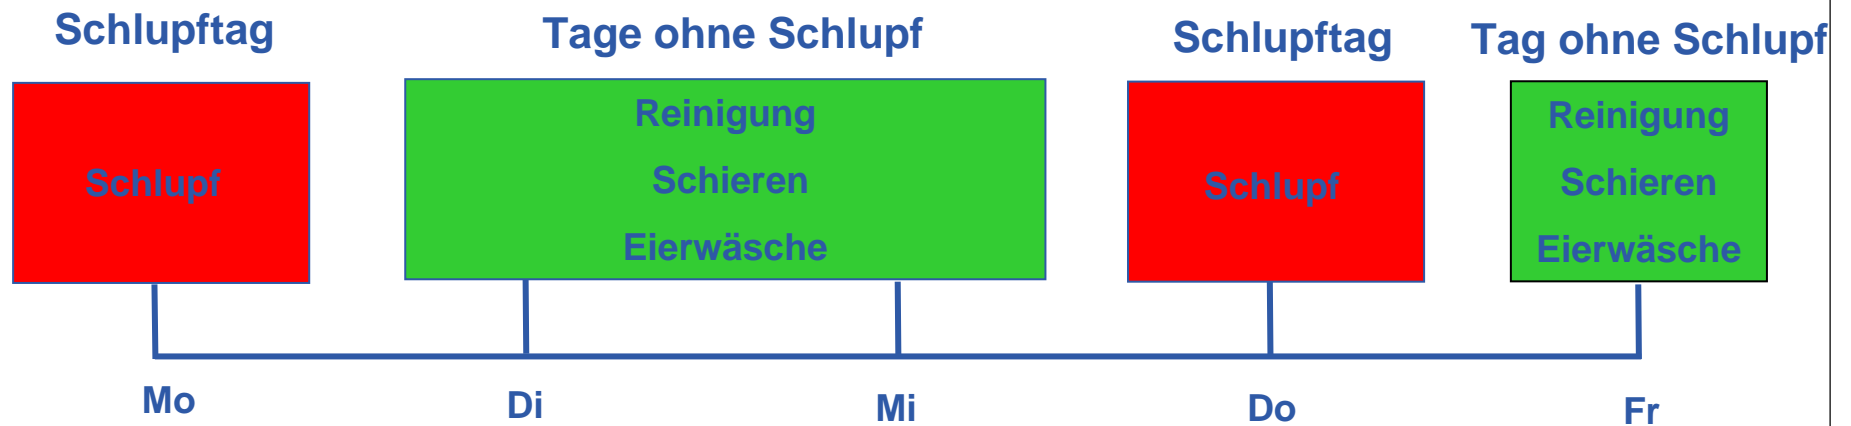 Schlupftag
Tage ohne Schlupf
Schlupftag
Tag ohne Schlupf
Schlupf
Reinigung
Schieren
Eierwäsche
Schlupf
Reinigung
Schieren
Eierwäsche
Mo
Di
Mi
Do
Fr